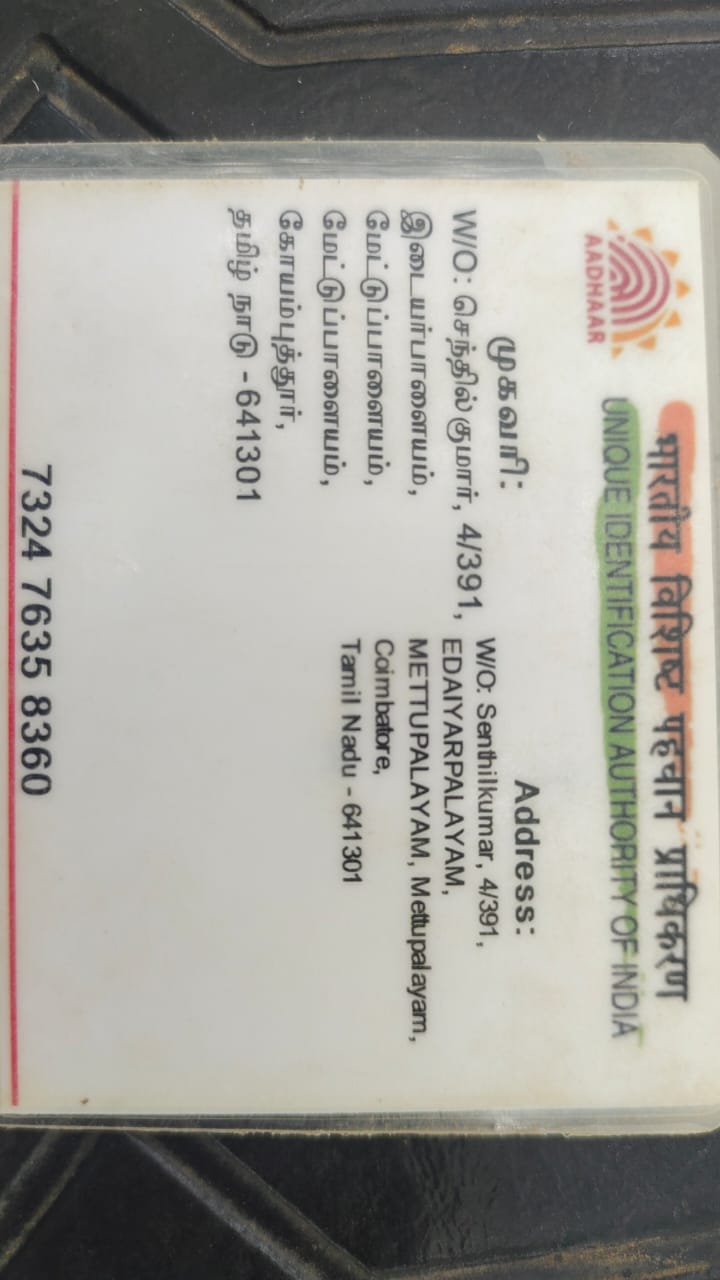 AADHAAR
भारतीय विशिष्ट पहचान प्राधिकरण
UNIQUE IDENTIFICATION AUTHORITY OF INDIA
முகவரி:
W/O: செந்தில்குமார், 4/391,
இடையர்பாளையம்,
மேட்டுப்பாளையம்,
மேட்டுப்பாளையம்,
கோயம்புத்தூர்,
தமிழ் நாடு - 641301
Address:
W/O: Senthilkumar, 4/391,
EDAIYARPALAYAM,
METTUPALAYAM, Mettupalayam,
Coimbatore,
Tamil Nadu - 641301
7324 7635 8360